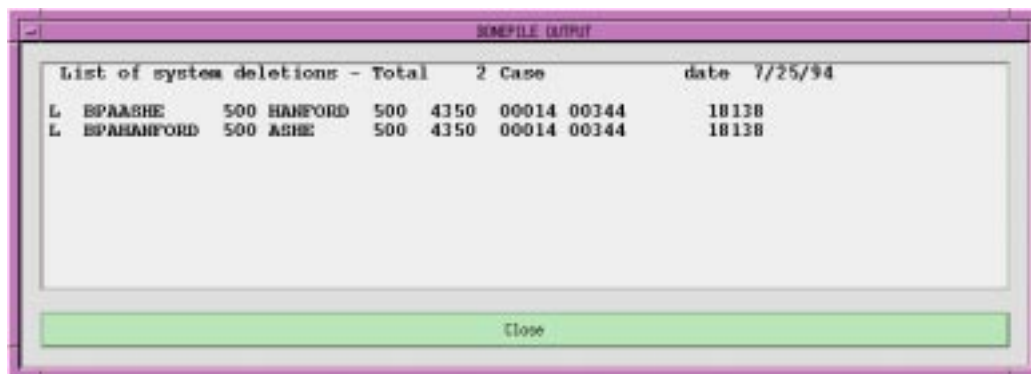 BONEPILE OUTPUT
List of system deletions - Total 2 Case date 7/25/94
L BPAASHE 500 HANFORD 500 4350 00014 00344 18138
L BPAHANFORD 500 ASHE 500 4350 00014 00344 18138
Close